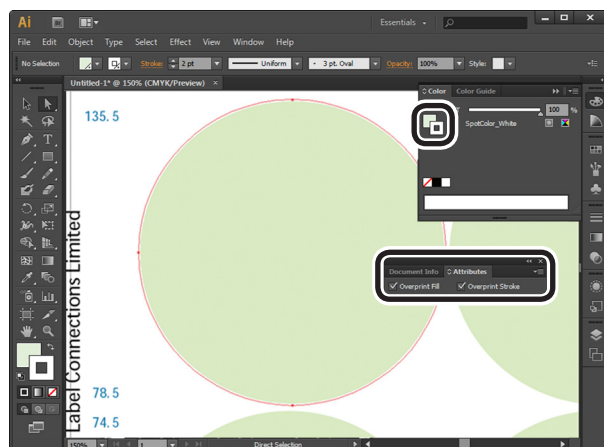 Ai Br Essentials
File Edit Object Type Select Effect View Window Help
No Selection Stroke: 2 pt Uniform 3 pt. Oval Opacity: 100% Style:
Untitled-1* @ 150% (CMYK/Preview) ×
Color Color Guide
T 100 %
SpotColor_White
135.5
Label Connections Limited
Document Info Attributes
Overprint Fill Overprint Stroke
78.5
74.5
150% 1 Direct Selection